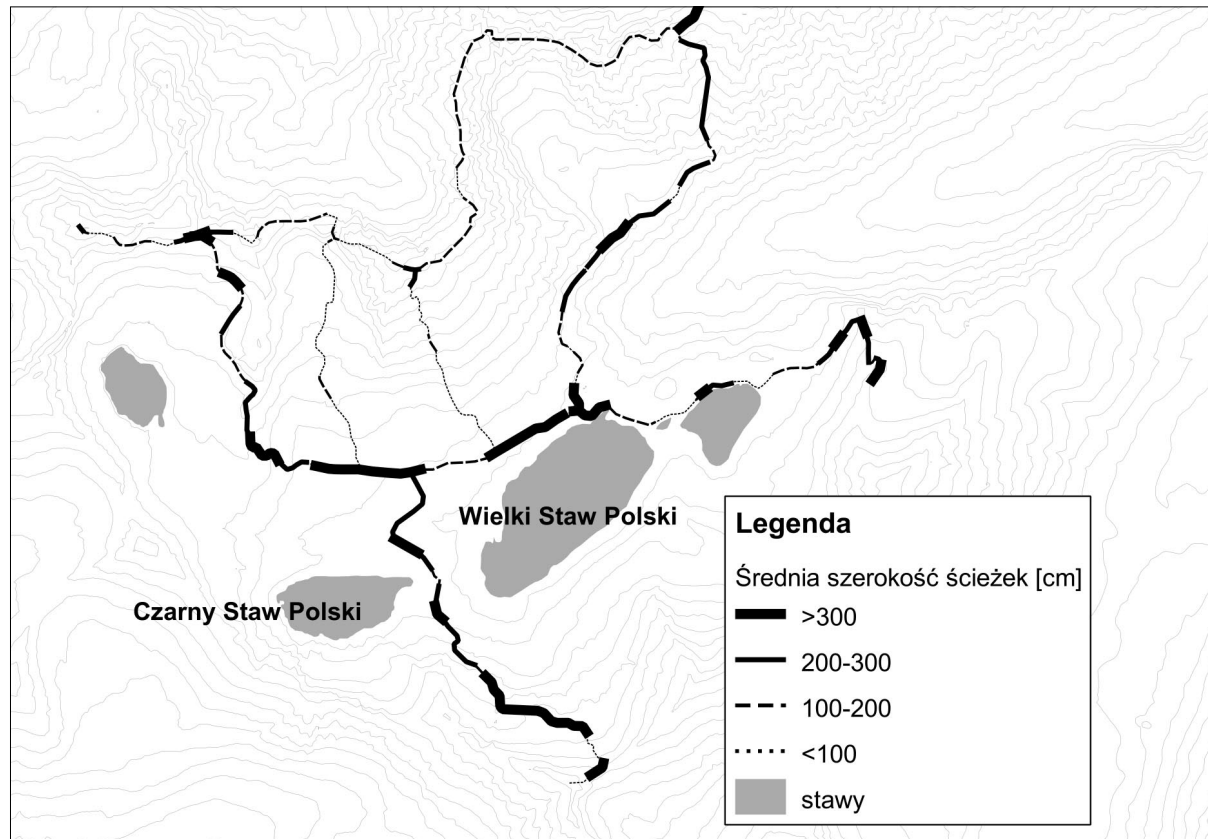 Wielki Staw Polski
Czarny Staw Polski
Legenda
Średnia szerokość ścieżek [cm]
>300
200-300
100-200
<100
stawy